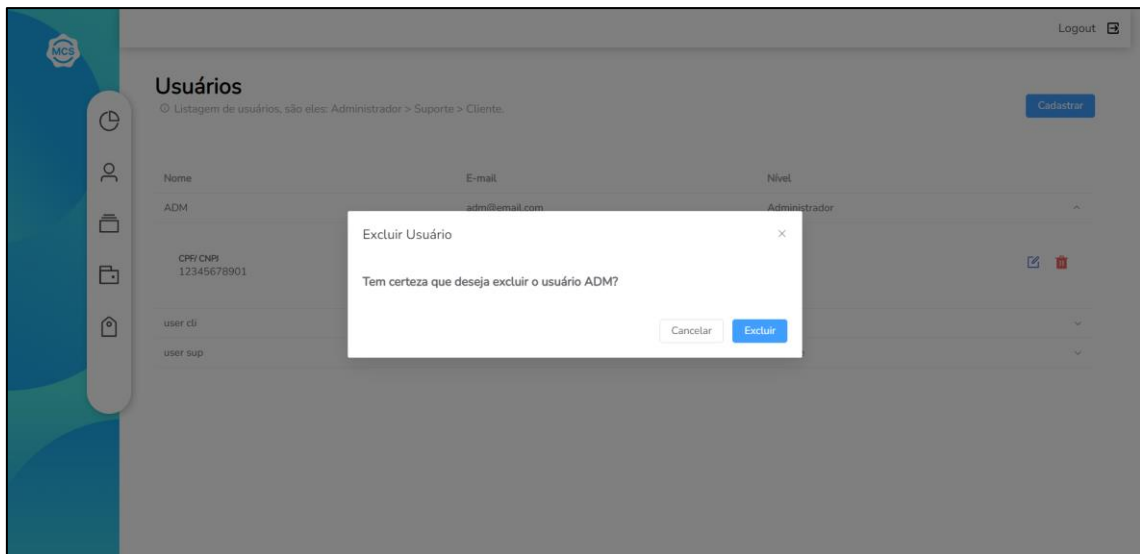 Logout
MCS
Usuários
Listagem de usuários, são eles: Administrador > Suporte > Cliente.
Cadastrar
Nome E-mail Nível
ADM adm@email.com Administrador
Excluir Usuário
CPF/ CNPJ
12345678901
Tem certeza que deseja excluir o usuário ADM?
user cli
Cancelar Excluir
user sup